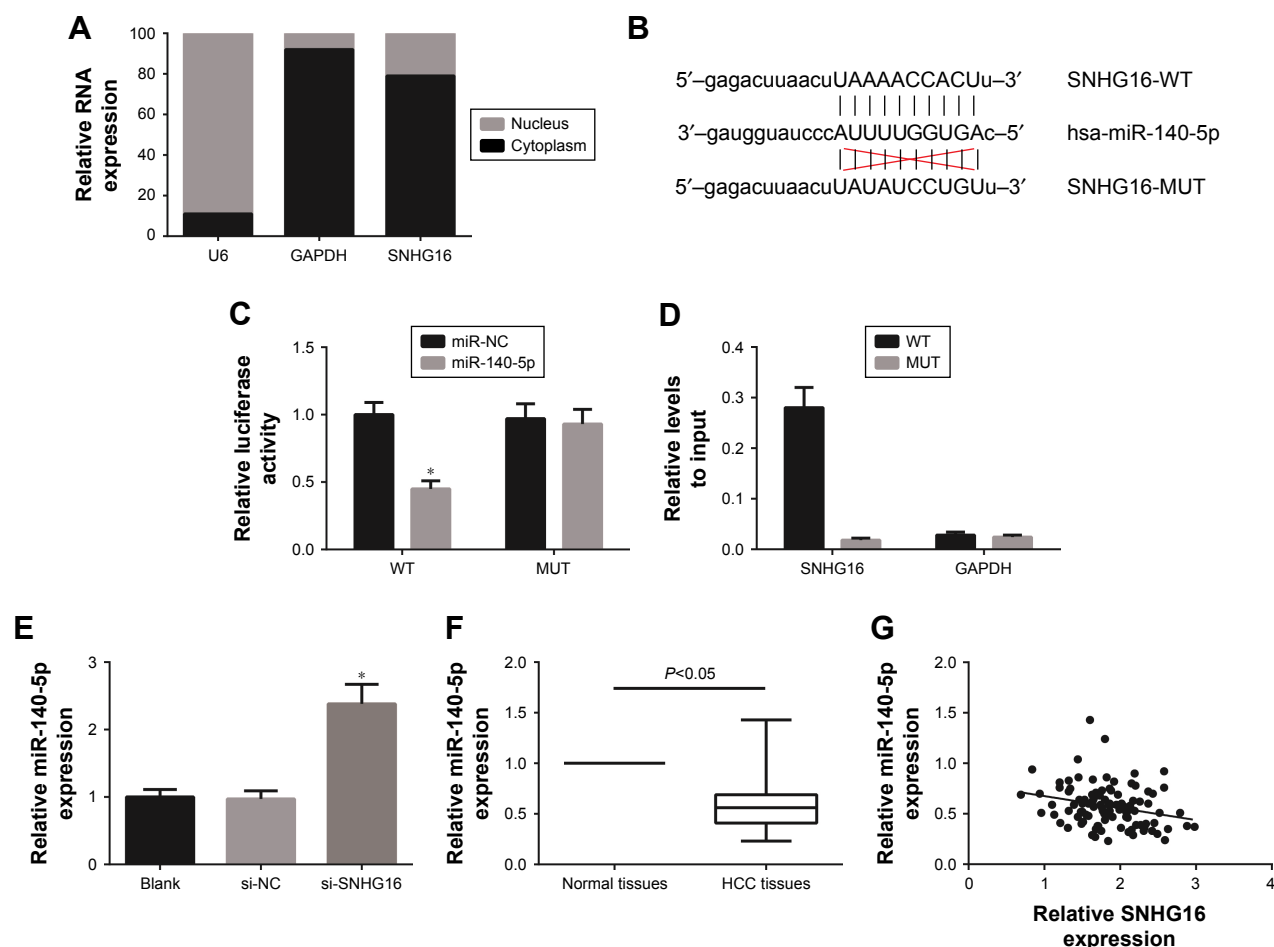 A
Relative RNA
expression
100
80
60
40
20
0
U6
GAPDH
SNHG16
Nucleus
Cytoplasm
B
5′–gagacuuaacuUAAAACCACUu–3′ SNHG16-WT
3′–gaugguaucccAUUUUUGGUGAc–5′ hsa-miR-140-5p
5′–gagacuuaacuUAUAUCCUGUu–3′ SNHG16-MUT
C
Relative luciferase
activity
1.5
1.0
0.5
0.0
miR-NC
miR-140-5p
*
WT
MUT
D
Relative levels
to input
0.4
0.3
0.2
0.1
0.0
WT
MUT
SNHG16
GAPDH
E
Relative miR-140-5p
expression
3
2
1
0
*
Blank
si-NC
si-SNHG16
F
Relative miR-140-5p
expression
2.0
1.5
1.0
0.5
0.0
P<0.05
Normal tissues
HCC tissues
G
Relative miR-140-5p
expression
2.0
1.5
1.0
0.5
0.0
0
1
2
3
4
Relative SNHG16
expression